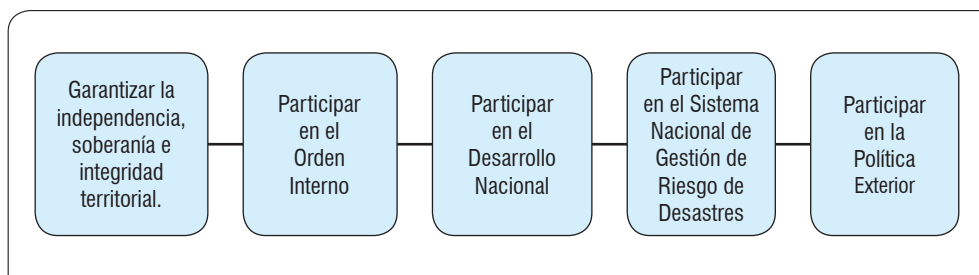 Garantizar la
independencia,
soberanía e
integridad
territorial.
Participar
en el
Orden
Interno
Participar
en el
Desarrollo
Nacional
Participar
en el Sistema
Nacional de
Gestión de
Riesgo de
Desastres
Participar
en la
Política
Exterior